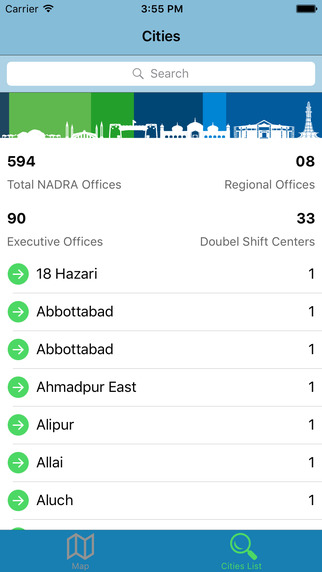 Carrier 3:55 PM
Cities
Search
594 08
Total NADRA Offices Regional Offices
90 33
Executive Offices Doubel Shift Centers
18 Hazari 1
Abbottabad 1
Abbottabad 1
Ahmadpur East 1
Alipur 1
Allai 1
Aluch 1
Map Cities List